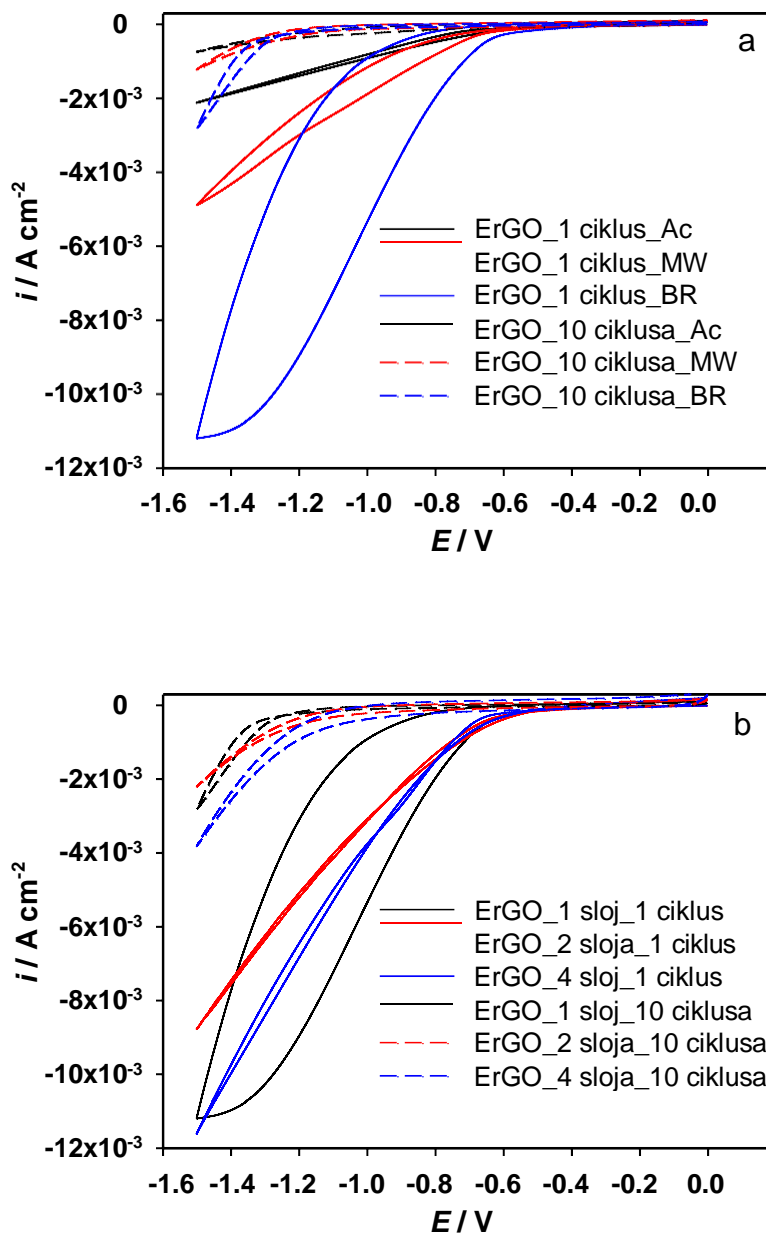 a
0
-2x10⁻³
-4x10⁻³
-6x10⁻³
-8x10⁻³
-10x10⁻³
-12x10⁻³
i / A cm⁻²
ErGO_1 ciklus_Ac
ErGO_1 ciklus_MW
ErGO_1 ciklus_BR
ErGO_10 ciklusa_Ac
ErGO_10 ciklusa_MW
ErGO_10 ciklusa_BR
-1.6 -1.4 -1.2 -1.0 -0.8 -0.6 -0.4 -0.2 0.0
E / V
b
0
-2x10⁻³
-4x10⁻³
-6x10⁻³
-8x10⁻³
-10x10⁻³
-12x10⁻³
i / A cm⁻²
ErGO_1 sloj_1 ciklus
ErGO_2 sloja_1 ciklus
ErGO_4 sloj_1 ciklus
ErGO_1 sloj_10 ciklusa
ErGO_2 sloja_10 ciklusa
ErGO_4 sloja_10 ciklusa
-1.6 -1.4 -1.2 -1.0 -0.8 -0.6 -0.4 -0.2 0.0
E / V